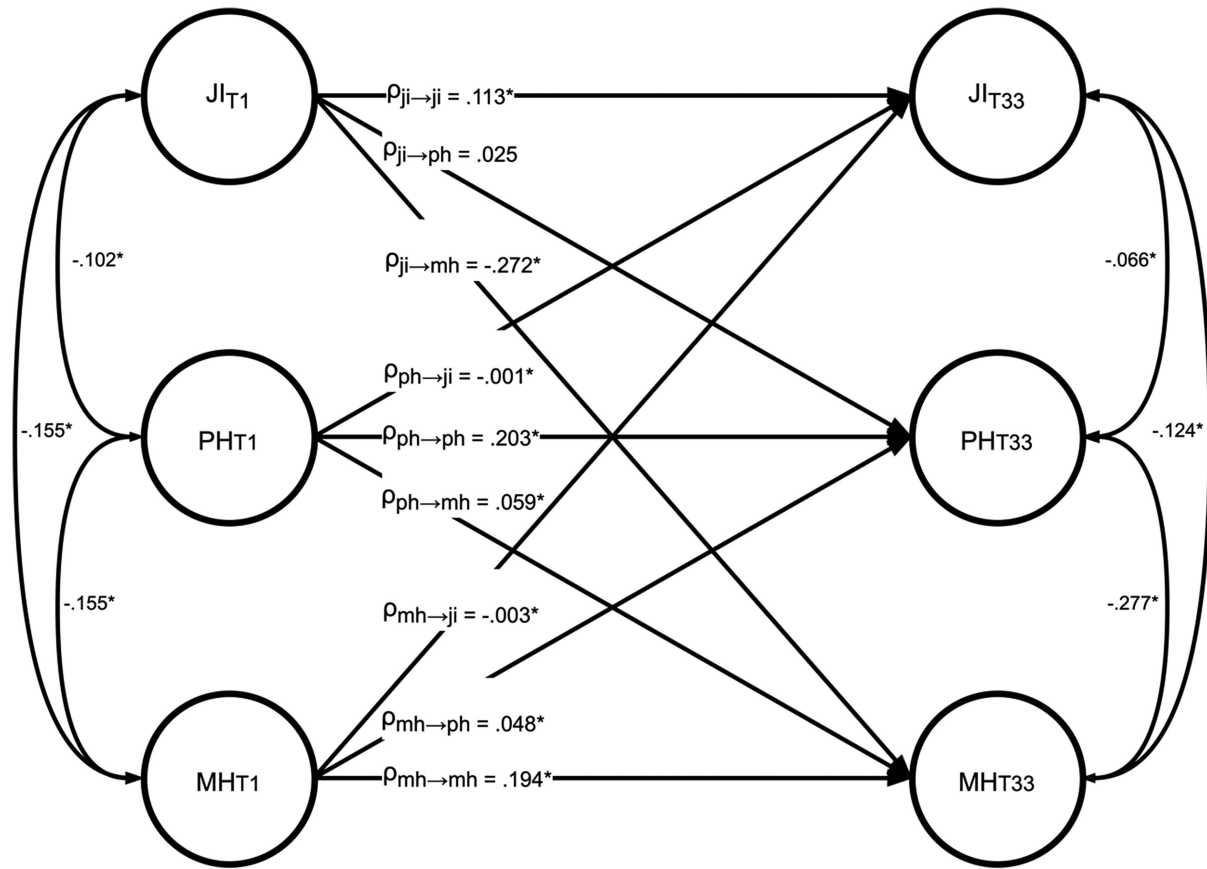 JIT1
ρji→ji = .113*
JIT33
ρji→ph = .025
-.102*
ρji→mh = -.272*
-.066*
ρph→ji = -.001*
-.155*
PHT1
ρph→ph = .203*
PHT33
-.124*
ρph→mh = .059*
-.155*
ρmh→ji = -.003*
-.277*
ρmh→ph = .048*
MHT1
ρmh→mh = .194*
MHT33